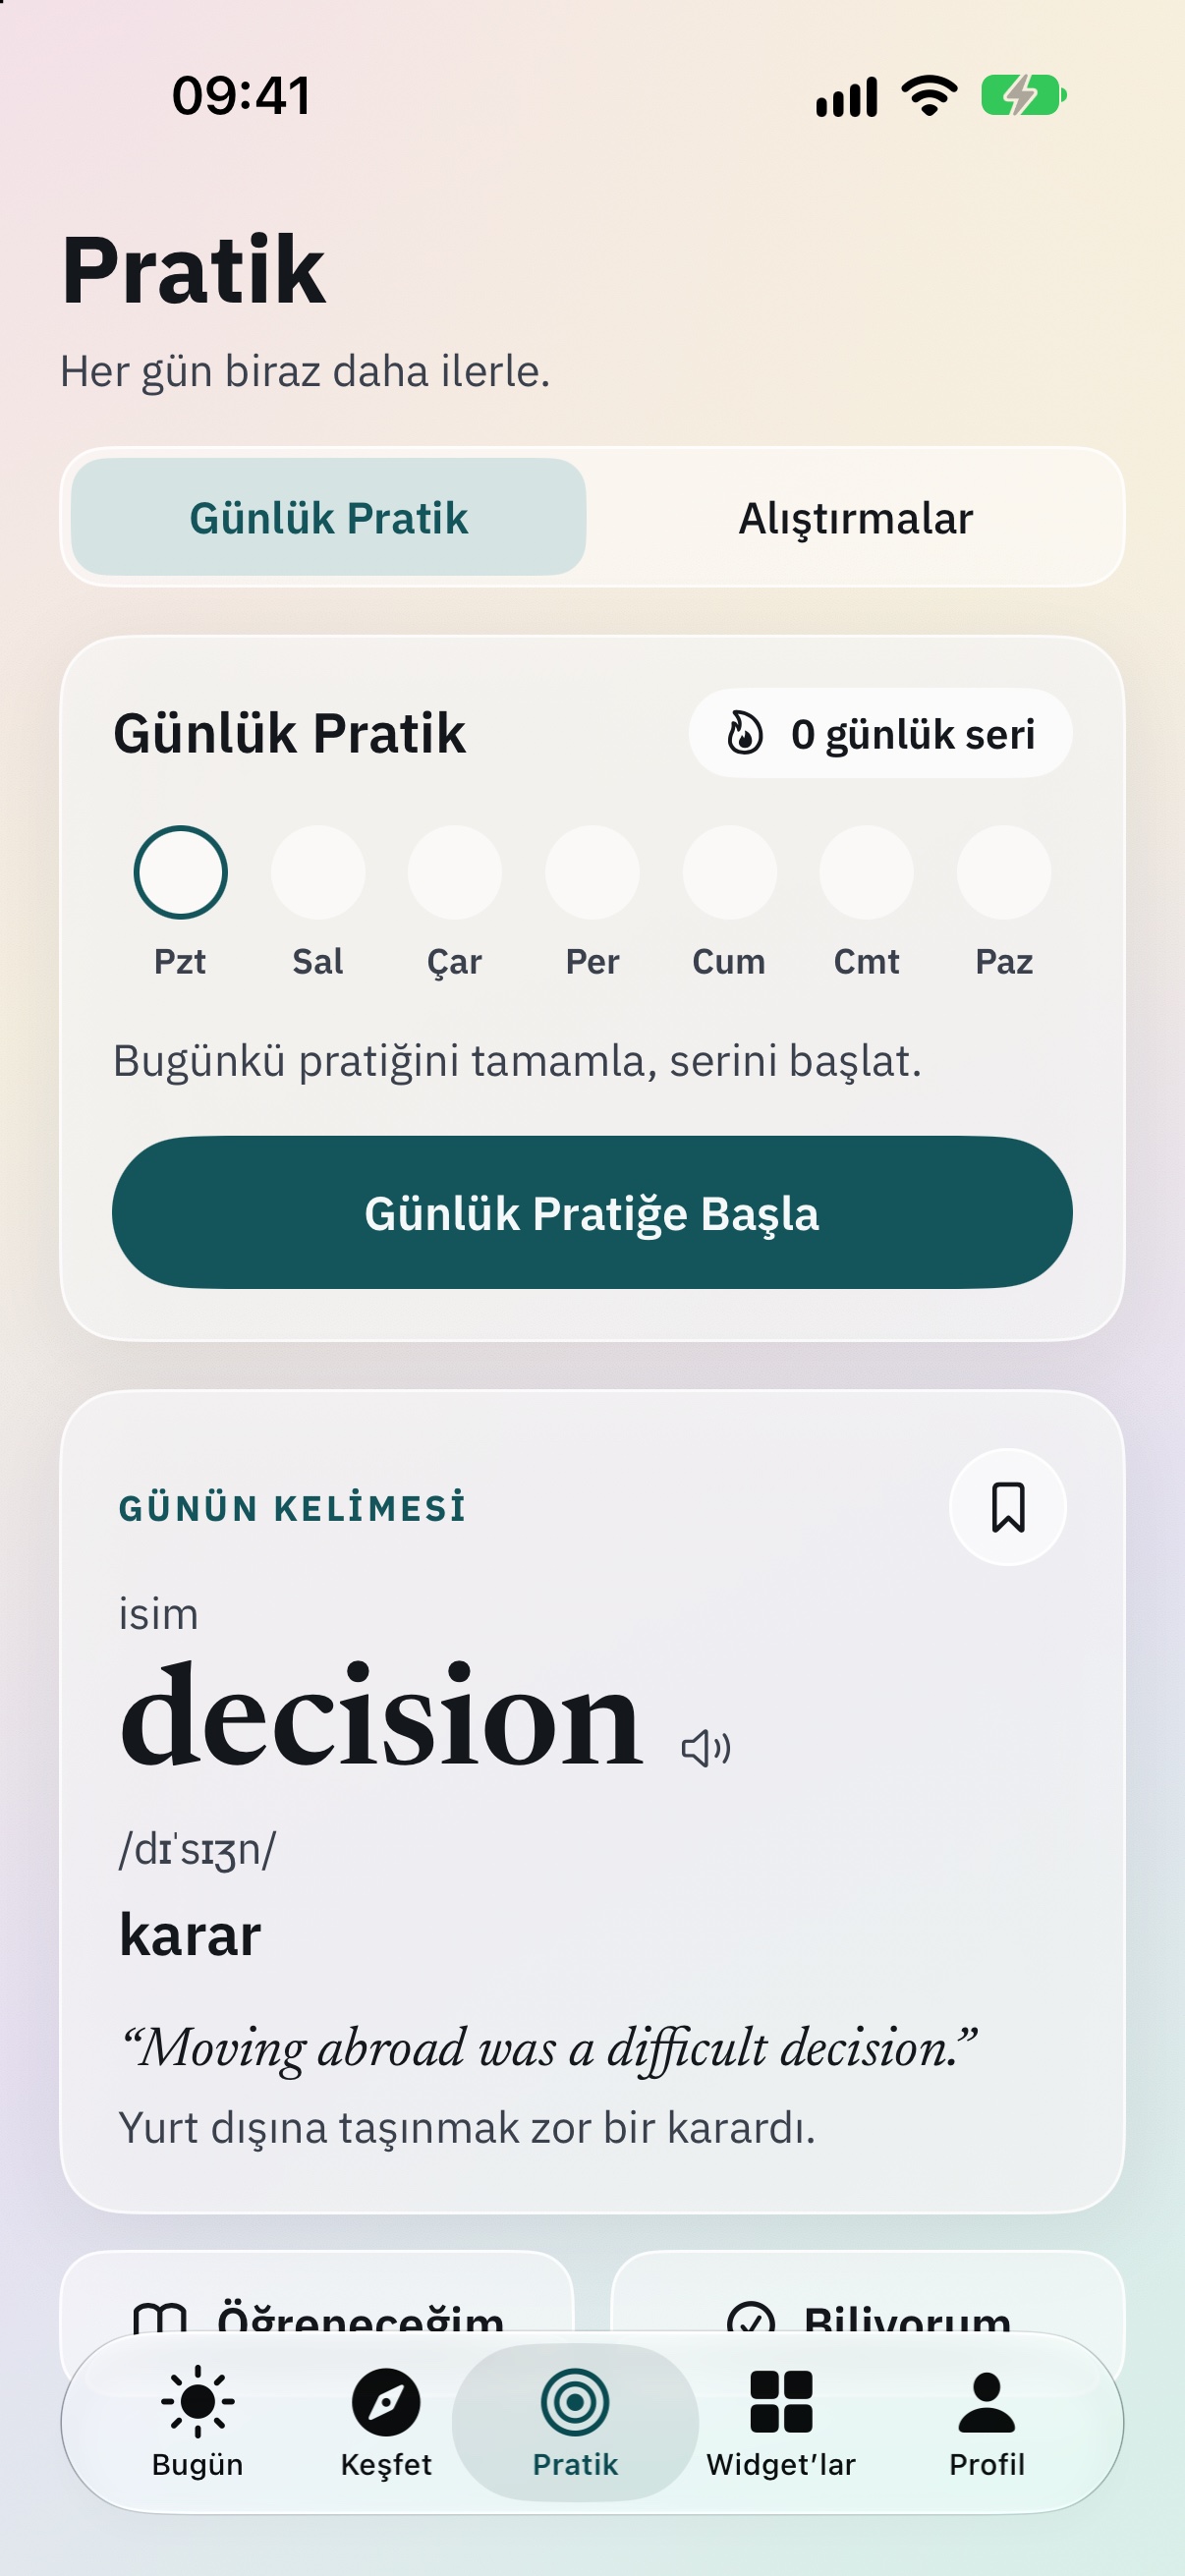 09:41
Pratik
Her gün biraz daha ilerle.
Günlük Pratik
Alıştırmalar
Günlük Pratik
0 günlük seri
Pzt Sal Çar Per Cum Cmt Paz
Bugünkü pratiğini tamamla, serini başlat.
Günlük Pratiğe Başla
GÜNÜN KELİMESİ
isim
decision
/dɪˈsɪʒn/
karar
“Moving abroad was a difficult decision.”
Yurt dışına taşınmak zor bir karardı.
Öğreneceğim
Biliyorum
Bugün Keşfet Pratik Widget’lar Profil